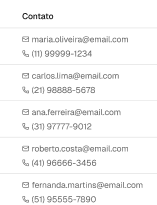 Contato
maria.oliveira@email.com
(11) 99999-1234
carlos.lima@email.com
(21) 98888-5678
ana.ferreira@email.com
(31) 97777-9012
roberto.costa@email.com
(41) 96666-3456
fernanda.martins@email.com
(51) 95555-7890